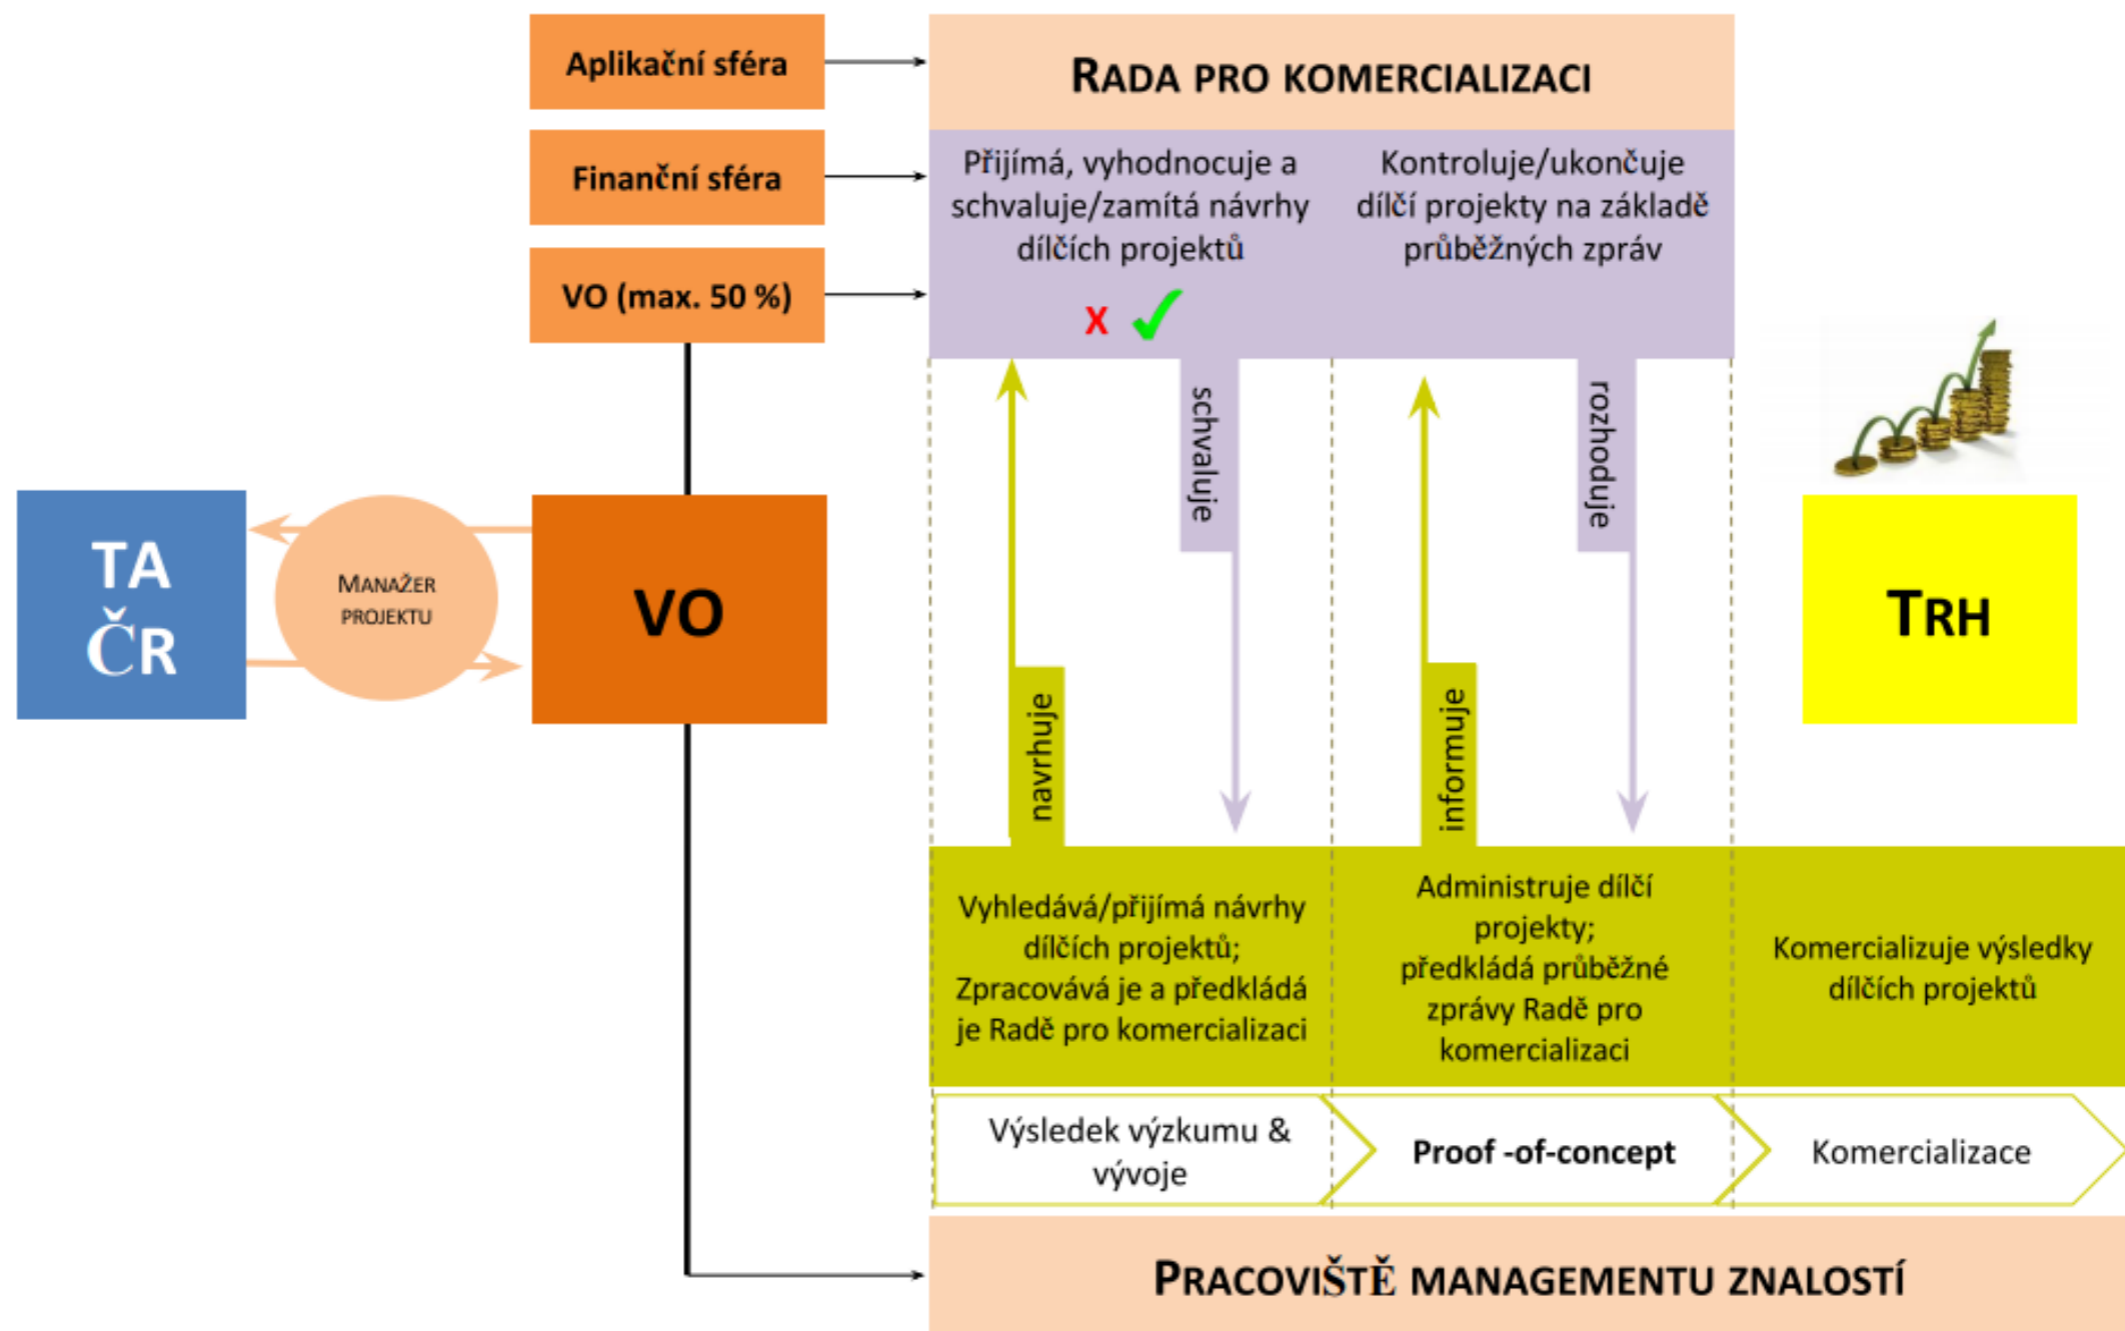 Aplikační sféra
Finanční sféra
VO (max. 50 %)
RADA PRO KOMERCIALIZACI
Přijímá, vyhodnocuje a
schvaluje/zamítá návrhy
dílčích projektů
X
Kontroluje/ukončuje
dílčí projekty na základě
průběžných zpráv
schvaluje
rozhoduje
TA
ČR
MANAŽER
PROJEKTU
VO
TRH
navrhuje
informuje
Vyhledává/přijímá návrhy
dílčích projektů;
Zpracovává je a předkládá
je Radě pro komercializaci
Administruje dílčí
projekty;
předkládá průběžné
zprávy Radě pro
komercializaci
Komercializuje výsledky
dílčích projektů
Výsledek výzkumu &
vývoje
Proof -of-concept
Komercializace
PRACOVIŠTĚ MANAGEMENTU ZNALOSTÍ